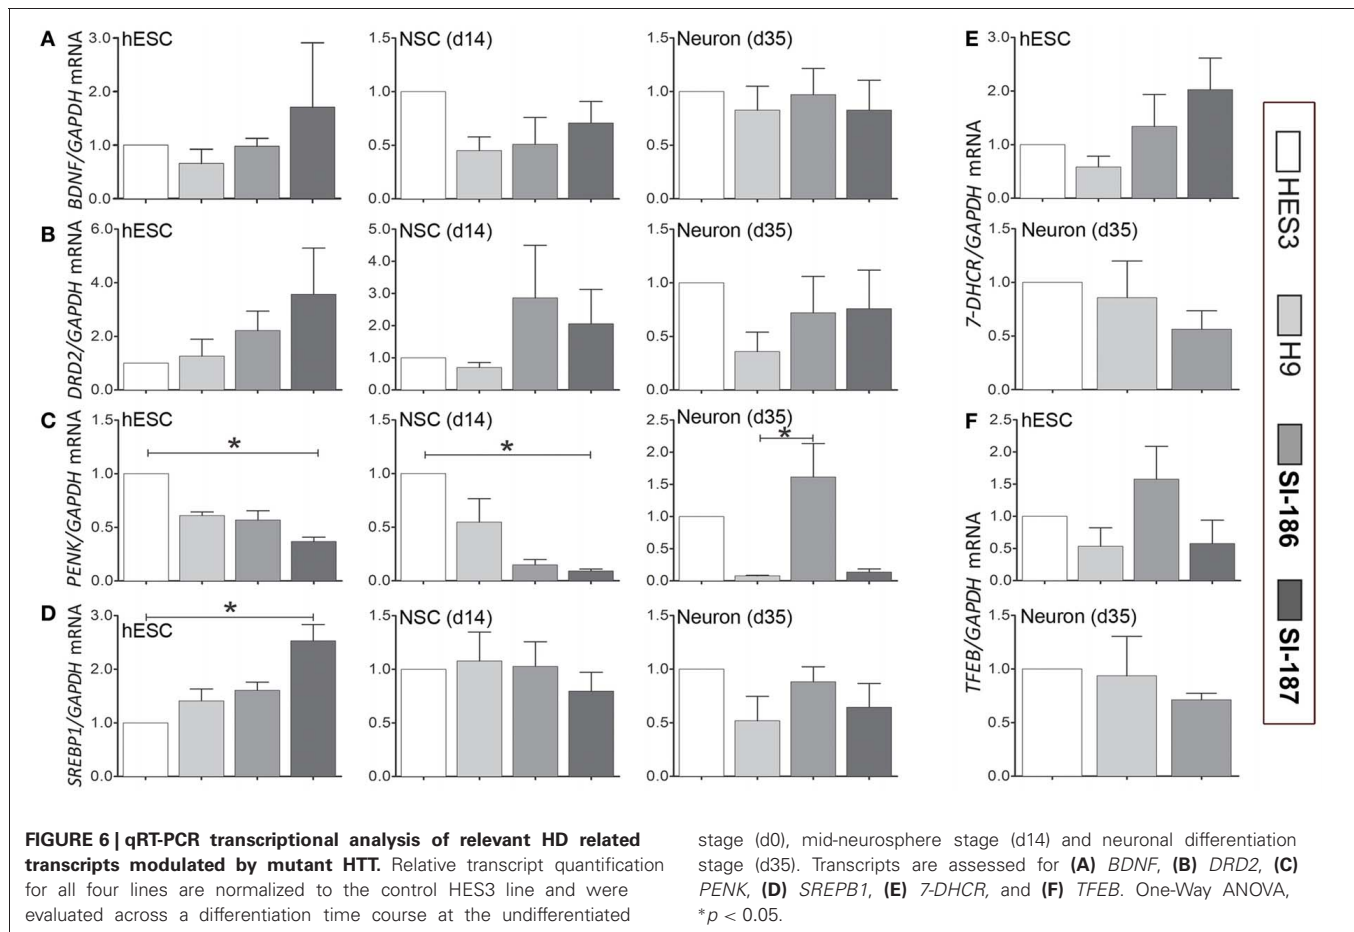 A
BDNF/GAPDH mRNA
hESC
3.0
2.0
1.0
0.0
NSC (d14)
1.5
1.0
0.5
0.0
Neuron (d35)
1.5
1.0
0.5
0.0
B
DRD2/GAPDH mRNA
hESC
6.0
4.0
2.0
0.0
NSC (d14)
5.0
4.0
3.0
2.0
1.0
0.0
Neuron (d35)
1.5
1.0
0.5
0.0
C
PENK/GAPDH mRNA
hESC
1.5
1.0
0.5
0.0
*
NSC (d14)
1.5
1.0
0.5
0.0
*
Neuron (d35)
2.5
2.0
1.5
1.0
0.5
0.0
*
D
SREBP1/GAPDH mRNA
hESC
3.0
2.0
1.0
0.0
*
NSC (d14)
1.5
1.0
0.5
0.0
Neuron (d35)
1.5
1.0
0.5
0.0
E
7-DHCR/GAPDH mRNA
hESC
3.0
2.0
1.0
0.0
Neuron (d35)
1.5
1.0
0.5
0.0
F
TFEB/GAPDH mRNA
hESC
2.5
2.0
1.5
1.0
0.5
0.0
Neuron (d35)
1.5
1.0
0.5
0.0
HES3
H9
SI-186
SI-187
FIGURE 6 | qRT-PCR transcriptional analysis of relevant HD related
transcripts modulated by mutant HTT. Relative transcript quantification
for all four lines are normalized to the control HES3 line and were
evaluated across a differentiation time course at the undifferentiated
stage (d0), mid-neurosphere stage (d14) and neuronal differentiation
stage (d35). Transcripts are assessed for (A) BDNF, (B) DRD2, (C)
PENK, (D) SREPB1, (E) 7-DHCR, and (F) TFEB. One-Way ANOVA,
*p < 0.05.